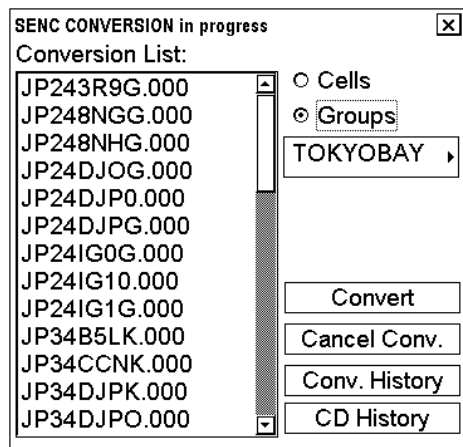 SENC CONVERSION in progress
Conversion List:
JP243R9G.000
JP248NGG.000
JP248NHG.000
JP24DJOG.000
JP24DJP0.000
JP24DJPG.000
JP24IG0G.000
JP24IG10.000
JP24IG1G.000
JP34B5LK.000
JP34CCNK.000
JP34DJPK.000
JP34DJPO.000
Cells
Groups
TOKYOBAY
Convert
Cancel Conv.
Conv. History
CD History